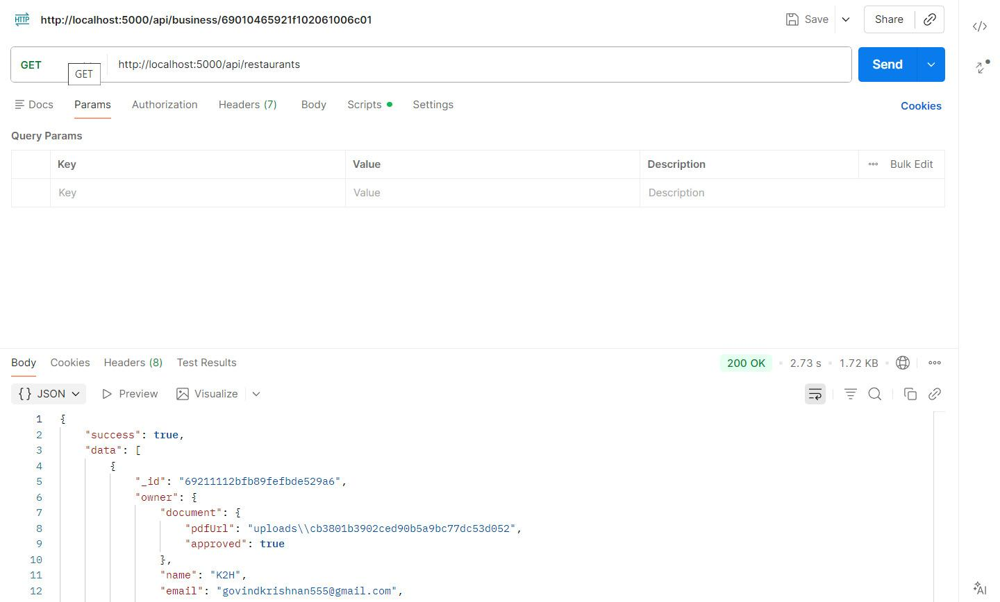 HTTP http://localhost:5000/api/business/69010465921f102061006c01 Save Share
GET http://localhost:5000/api/restaurants Send
GET
Docs Params Authorization Headers (7) Body Scripts Settings Cookies
Query Params
Key Value Description Bulk Edit
Key Value Description
Body Cookies Headers (8) Test Results 200 OK 2.73 s 1.72 KB
{} JSON Preview Visualize
1 {
2 "success": true,
3 "data": [
4 {
5 "_id": "69211112bfb89fefbde529a6",
6 "owner": {
7 "document": {
8 "pdfUrl": "uploads\\cb3801b3902ced90b5a9bc77dc53d052",
9 "approved": true
10 },
11 "name": "K2H",
12 "email": "govindkrishnan555@gmail.com",
AI